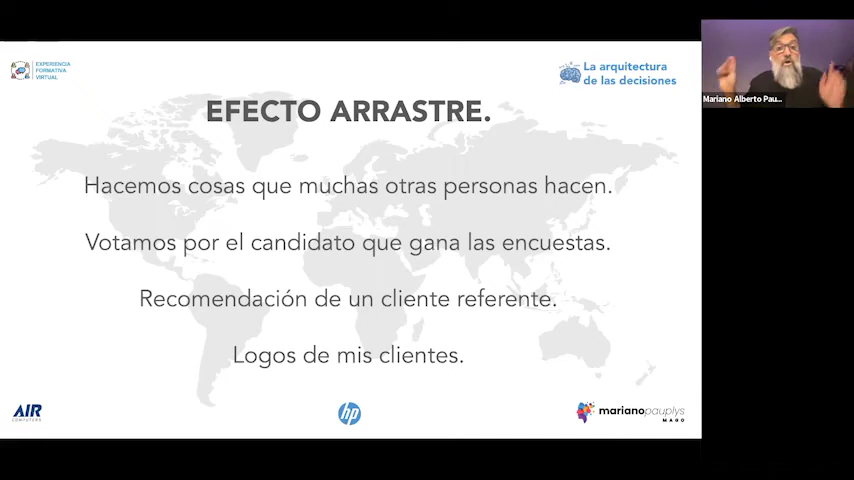 EXPERIENCIA
FORMATIVA
VIRTUAL
La arquitectura
de las decisiones
EFECTO ARRASTRE.
Hacemos cosas que muchas otras personas hacen.
Votamos por el candidato que gana las encuestas.
Recomendación de un cliente referente.
Logos de mis clientes.
AIR
COMPUTERS
hp
marianopauplys
MAGO
Mariano Alberto Pau...